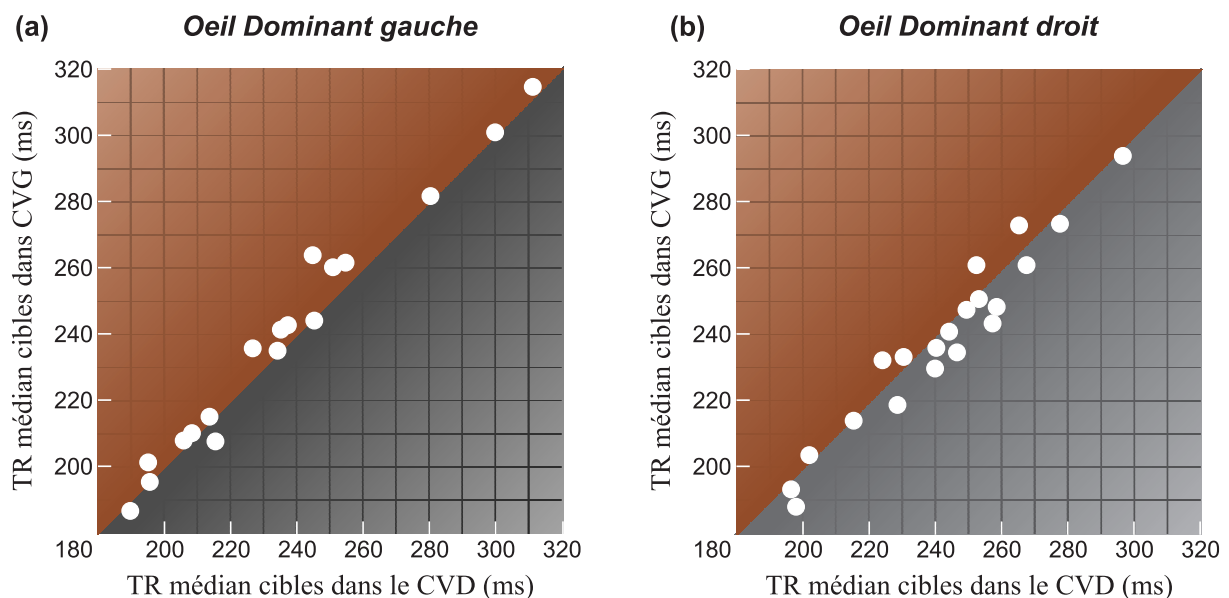 (a) Oeil Dominant gauche
320
300
280
260
240
220
200
180
200 220 240 260 280 300 320
TR médian cibles dans CVG (ms)
TR médian cibles dans le CVD (ms)
(b) Oeil Dominant droit
320
300
280
260
240
220
200
180
200 220 240 260 280 300 320
TR médian cibles dans CVG (ms)
TR médian cibles dans le CVD (ms)